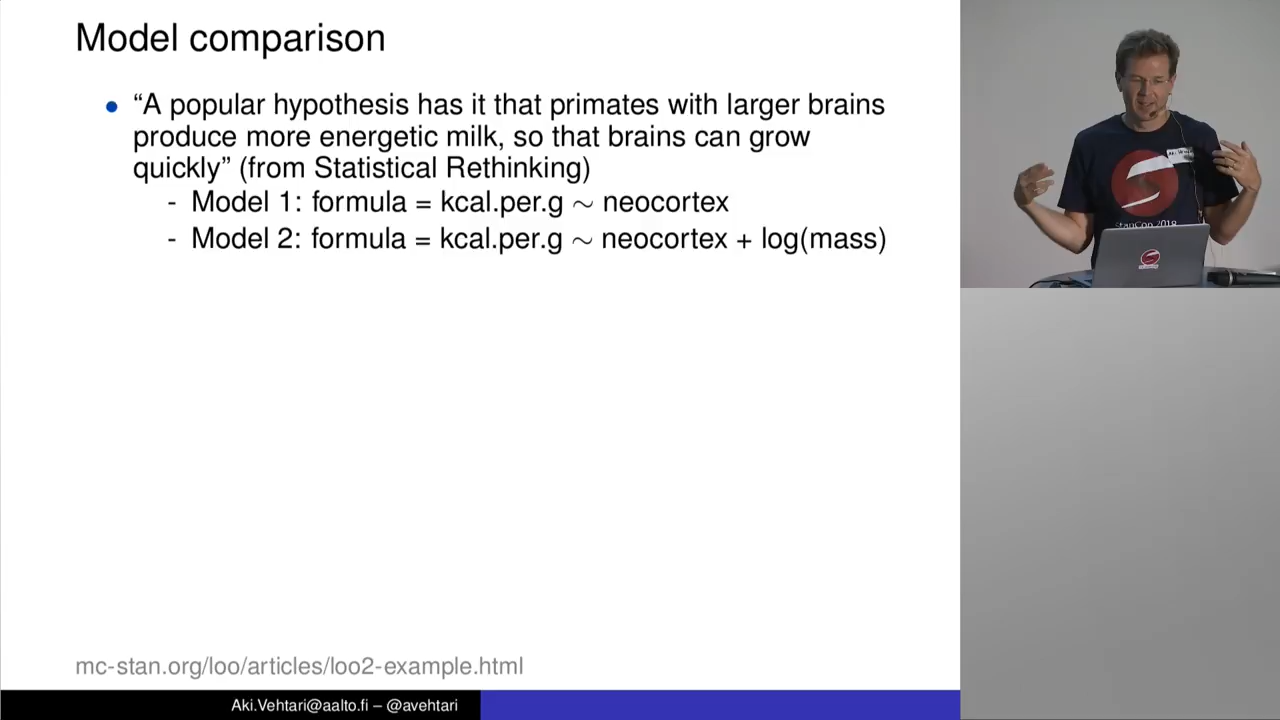 Model comparison
• “A popular hypothesis has it that primates with larger brains
produce more energetic milk, so that brains can grow
quickly” (from Statistical Rethinking)
- Model 1: formula = kcal.per.g ∼ neocortex
- Model 2: formula = kcal.per.g ∼ neocortex + log(mass)
mc-stan.org/loo/articles/loo2-example.html
Aki.Vehtari@aalto.fi – @avehtari
StanCon 2018